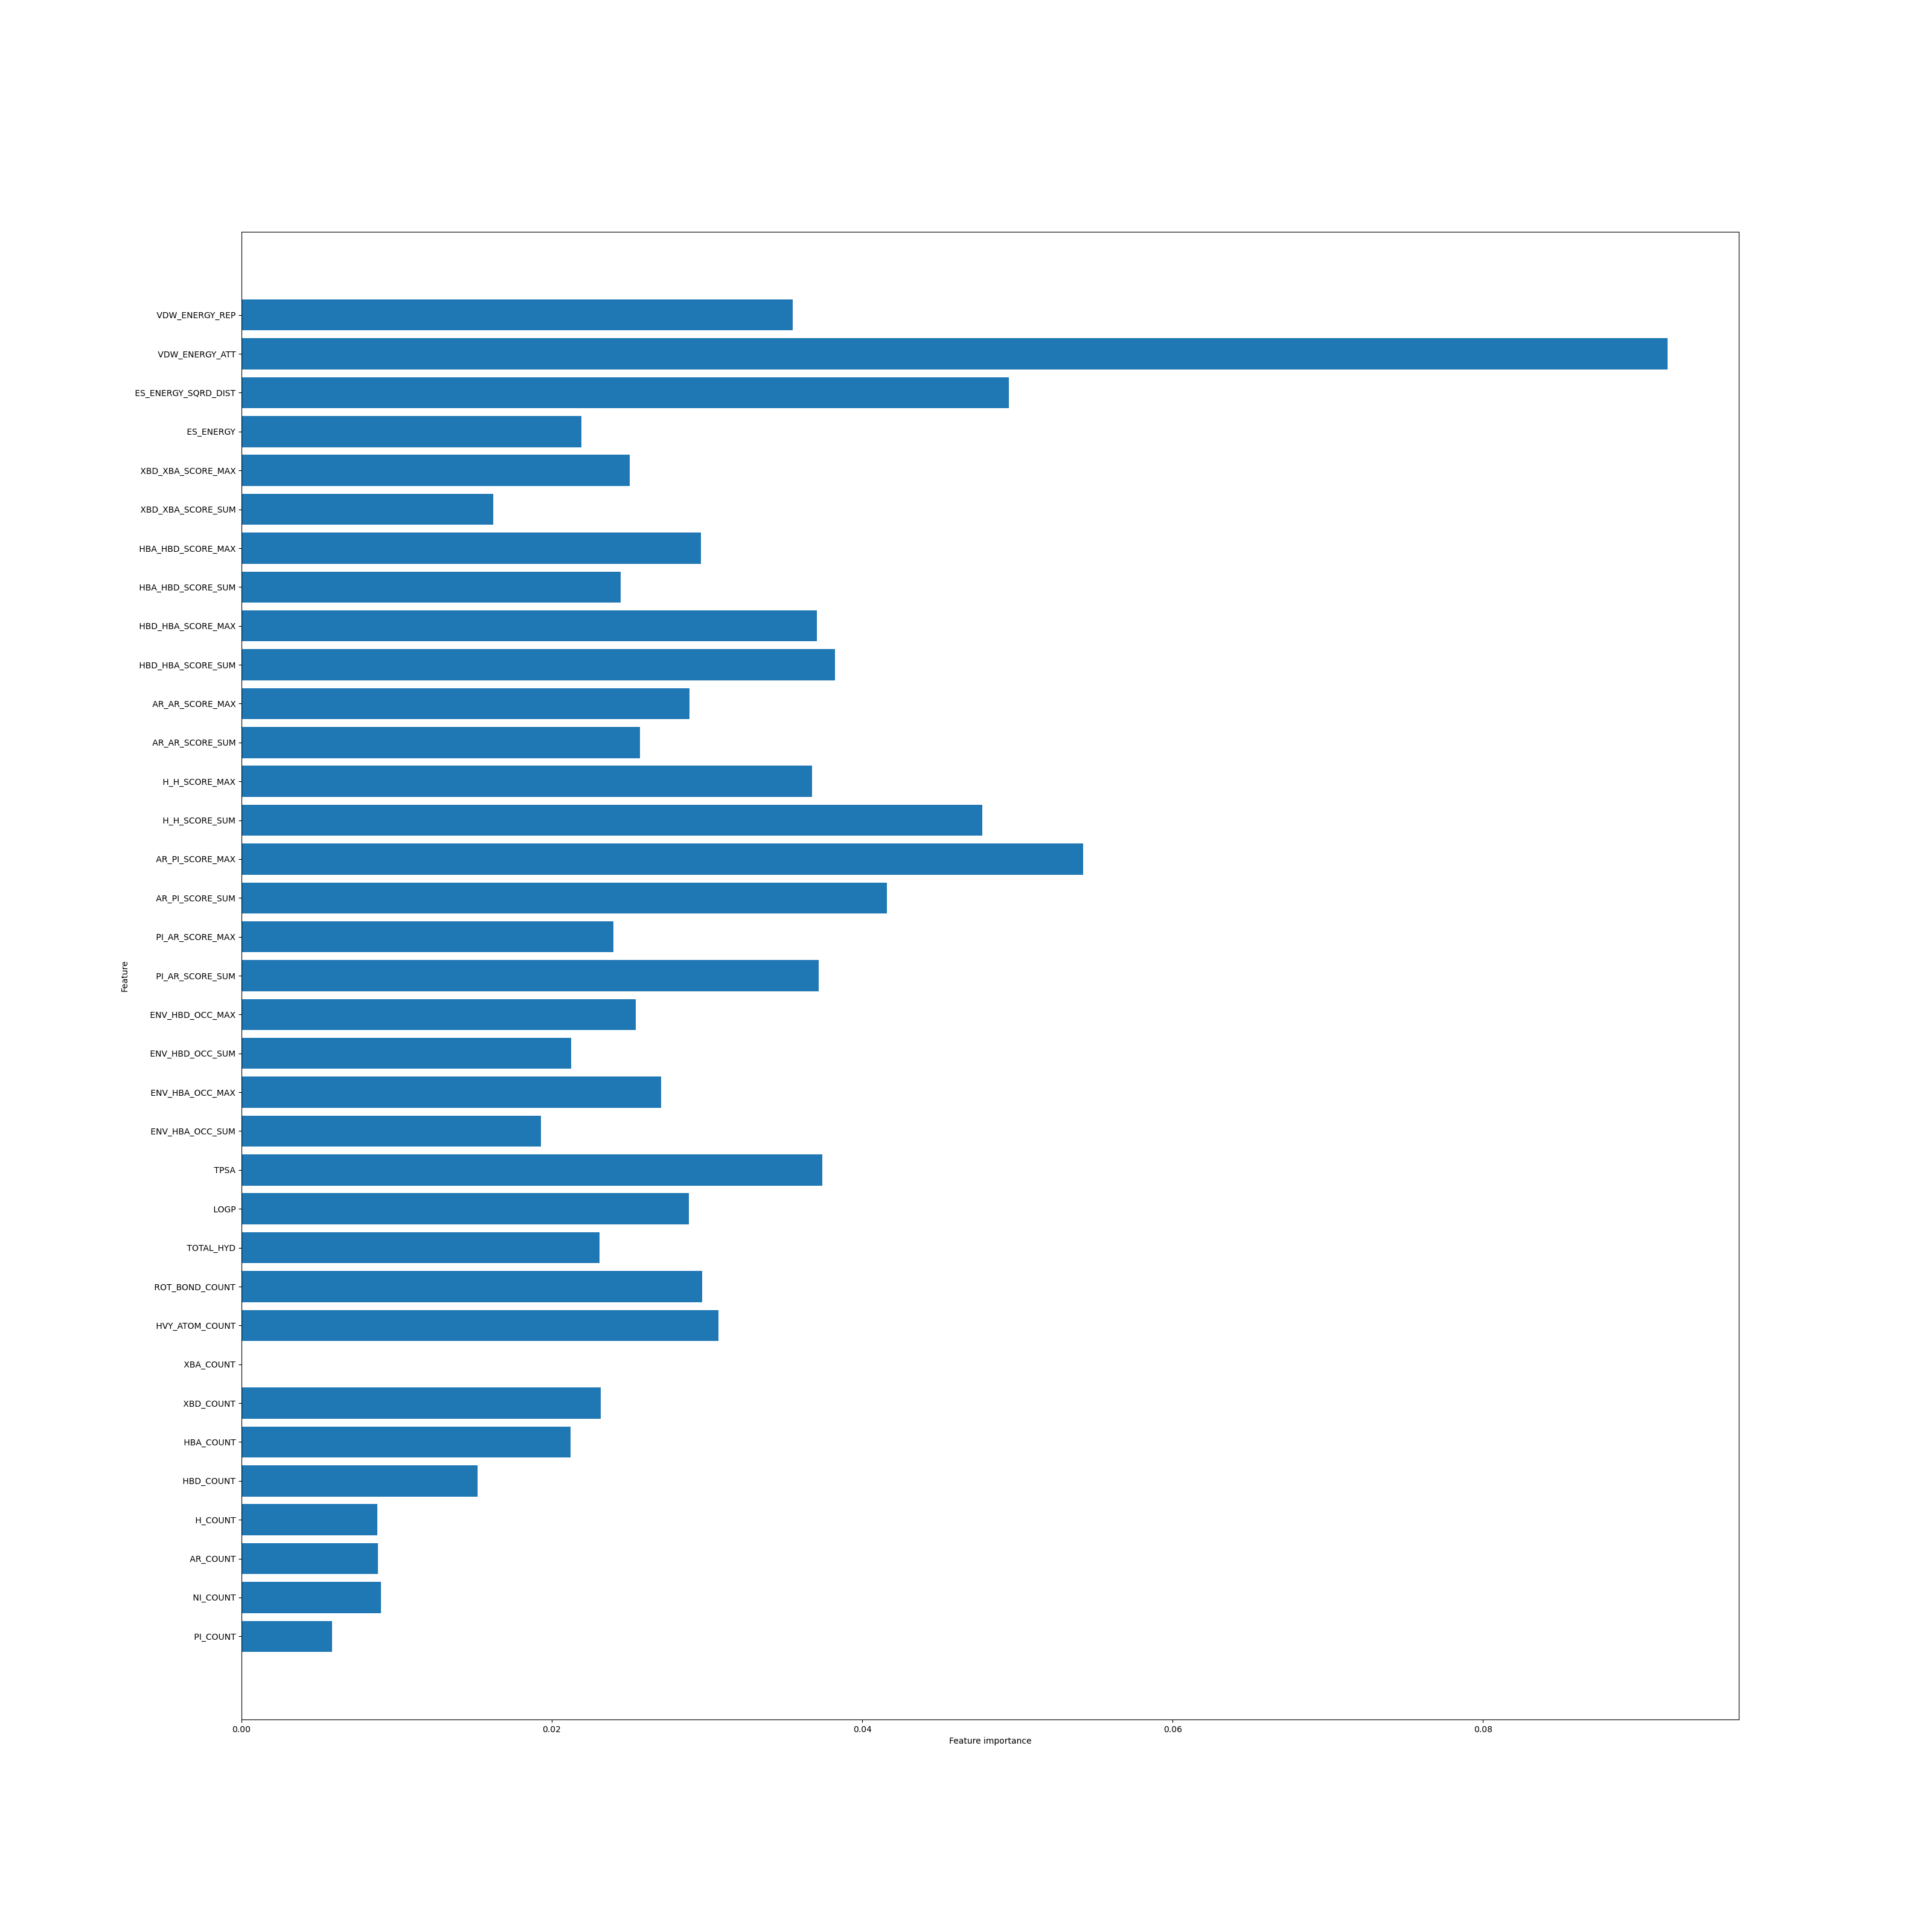 VDW_ENERGY_REP
VDW_ENERGY_ATT
ES_ENERGY_SQRD_DIST
ES_ENERGY
XBD_XBA_SCORE_MAX
XBD_XBA_SCORE_SUM
HBA_HBD_SCORE_MAX
HBA_HBD_SCORE_SUM
HBD_HBA_SCORE_MAX
HBD_HBA_SCORE_SUM
AR_AR_SCORE_MAX
AR_AR_SCORE_SUM
H_H_SCORE_MAX
H_H_SCORE_SUM
AR_PI_SCORE_MAX
AR_PI_SCORE_SUM
PI_AR_SCORE_MAX
PI_AR_SCORE_SUM
ENV_HBD_OCC_MAX
ENV_HBD_OCC_SUM
ENV_HBA_OCC_MAX
ENV_HBA_OCC_SUM
TPSA
LOGP
TOTAL_HYD
ROT_BOND_COUNT
HVY_ATOM_COUNT
XBA_COUNT
XBD_COUNT
HBA_COUNT
HBD_COUNT
H_COUNT
AR_COUNT
NI_COUNT
PI_COUNT
Feature
0.00 0.02 0.04 0.06 0.08
Feature importance